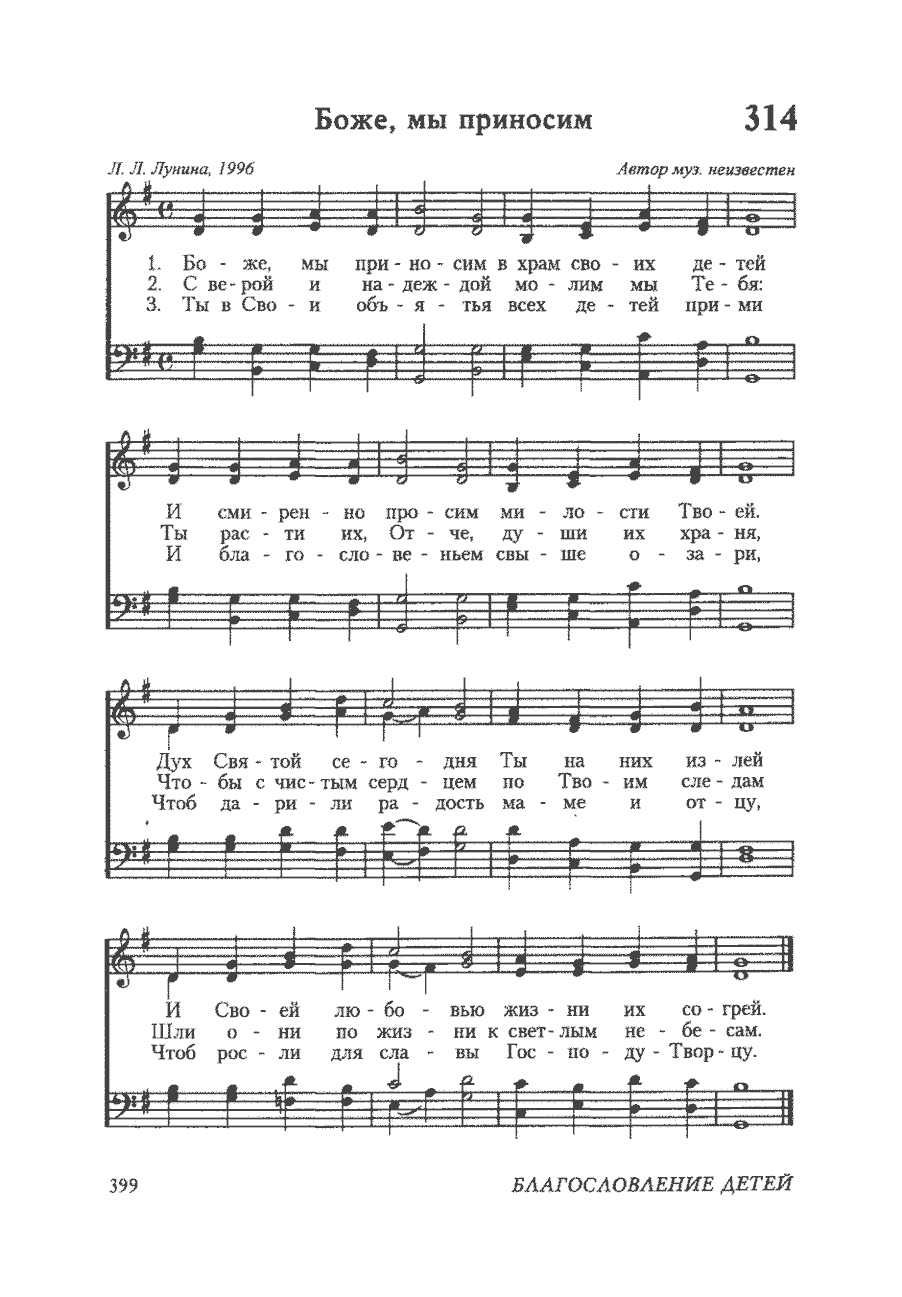 Боже, мы приносим 314
Л. Л. Лунина, 1996 Автор муз. неизвестен
1. Бо - же, мы при - но - сим в храм сво - их де - тей
2. С ве - рой и на - деж - дой мо - лим мы Те - бя:
3. Ты в Сво - и объ - я - тья всех де - тей при - ми
И сми - рен - но про - сим ми - ло - сти Тво - ей.
Ты рас - ти их, От - че, ду - ши их хра - ня,
И бла - го - сло - ве - ньем свы - ше о - за - ри,
Дух Свя - той се - го - дня Ты на них из - лей
Что - бы с чис - тым серд - цем по Тво - им сле - дам
Чтоб да - ри - ли ра - дость ма - ме и от - цу,
И Сво - ей лю - бо - вью жиз - ни их со - грей.
Шли о - ни по жиз - ни к свет - лым не - бе - сам.
Чтоб рос - ли для сла - вы Гос - по - ду - Твор - цу.
399 БЛАГОСЛОВЛЕНИЕ ДЕТЕЙ